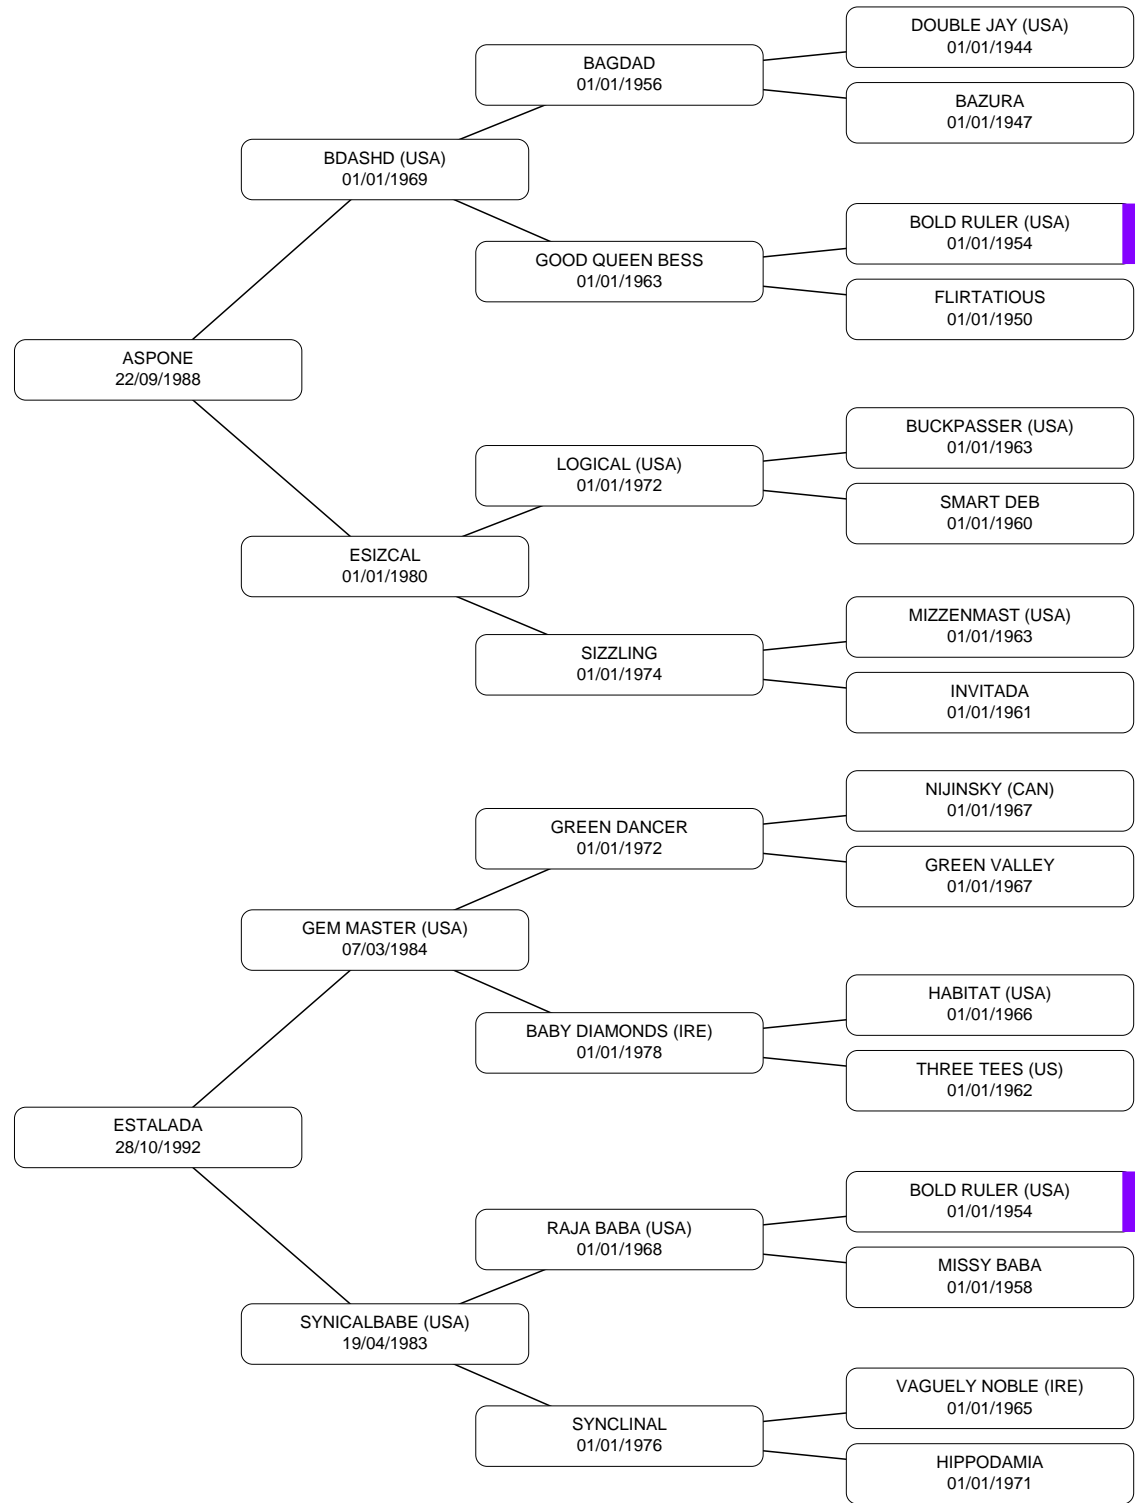 DOUBLE JAY (USA)
01/01/1944
BAGDAD
01/01/1956
BAZURA
01/01/1947
BDASHD (USA)
01/01/1969
BOLD RULER (USA)
01/01/1954
GOOD QUEEN BESS
01/01/1963
FLIRTATIOUS
01/01/1950
ASPONE
22/09/1988
BUCKPASSER (USA)
01/01/1963
LOGICAL (USA)
01/01/1972
SMART DEB
01/01/1960
ESIZCAL
01/01/1980
MIZZENMAST (USA)
01/01/1963
SIZZLING
01/01/1974
INVITADA
01/01/1961
NIJINSKY (CAN)
01/01/1967
GREEN DANCER
01/01/1972
GREEN VALLEY
01/01/1967
GEM MASTER (USA)
07/03/1984
HABITAT (USA)
01/01/1966
BABY DIAMONDS (IRE)
01/01/1978
THREE TEES (US)
01/01/1962
ESTALADA
28/10/1992
BOLD RULER (USA)
01/01/1954
RAJA BABA (USA)
01/01/1968
MISSY BABA
01/01/1958
SYNICALBABE (USA)
19/04/1983
VAGUELY NOBLE (IRE)
01/01/1965
SYNCLINAL
01/01/1976
HIPPODAMIA
01/01/1971